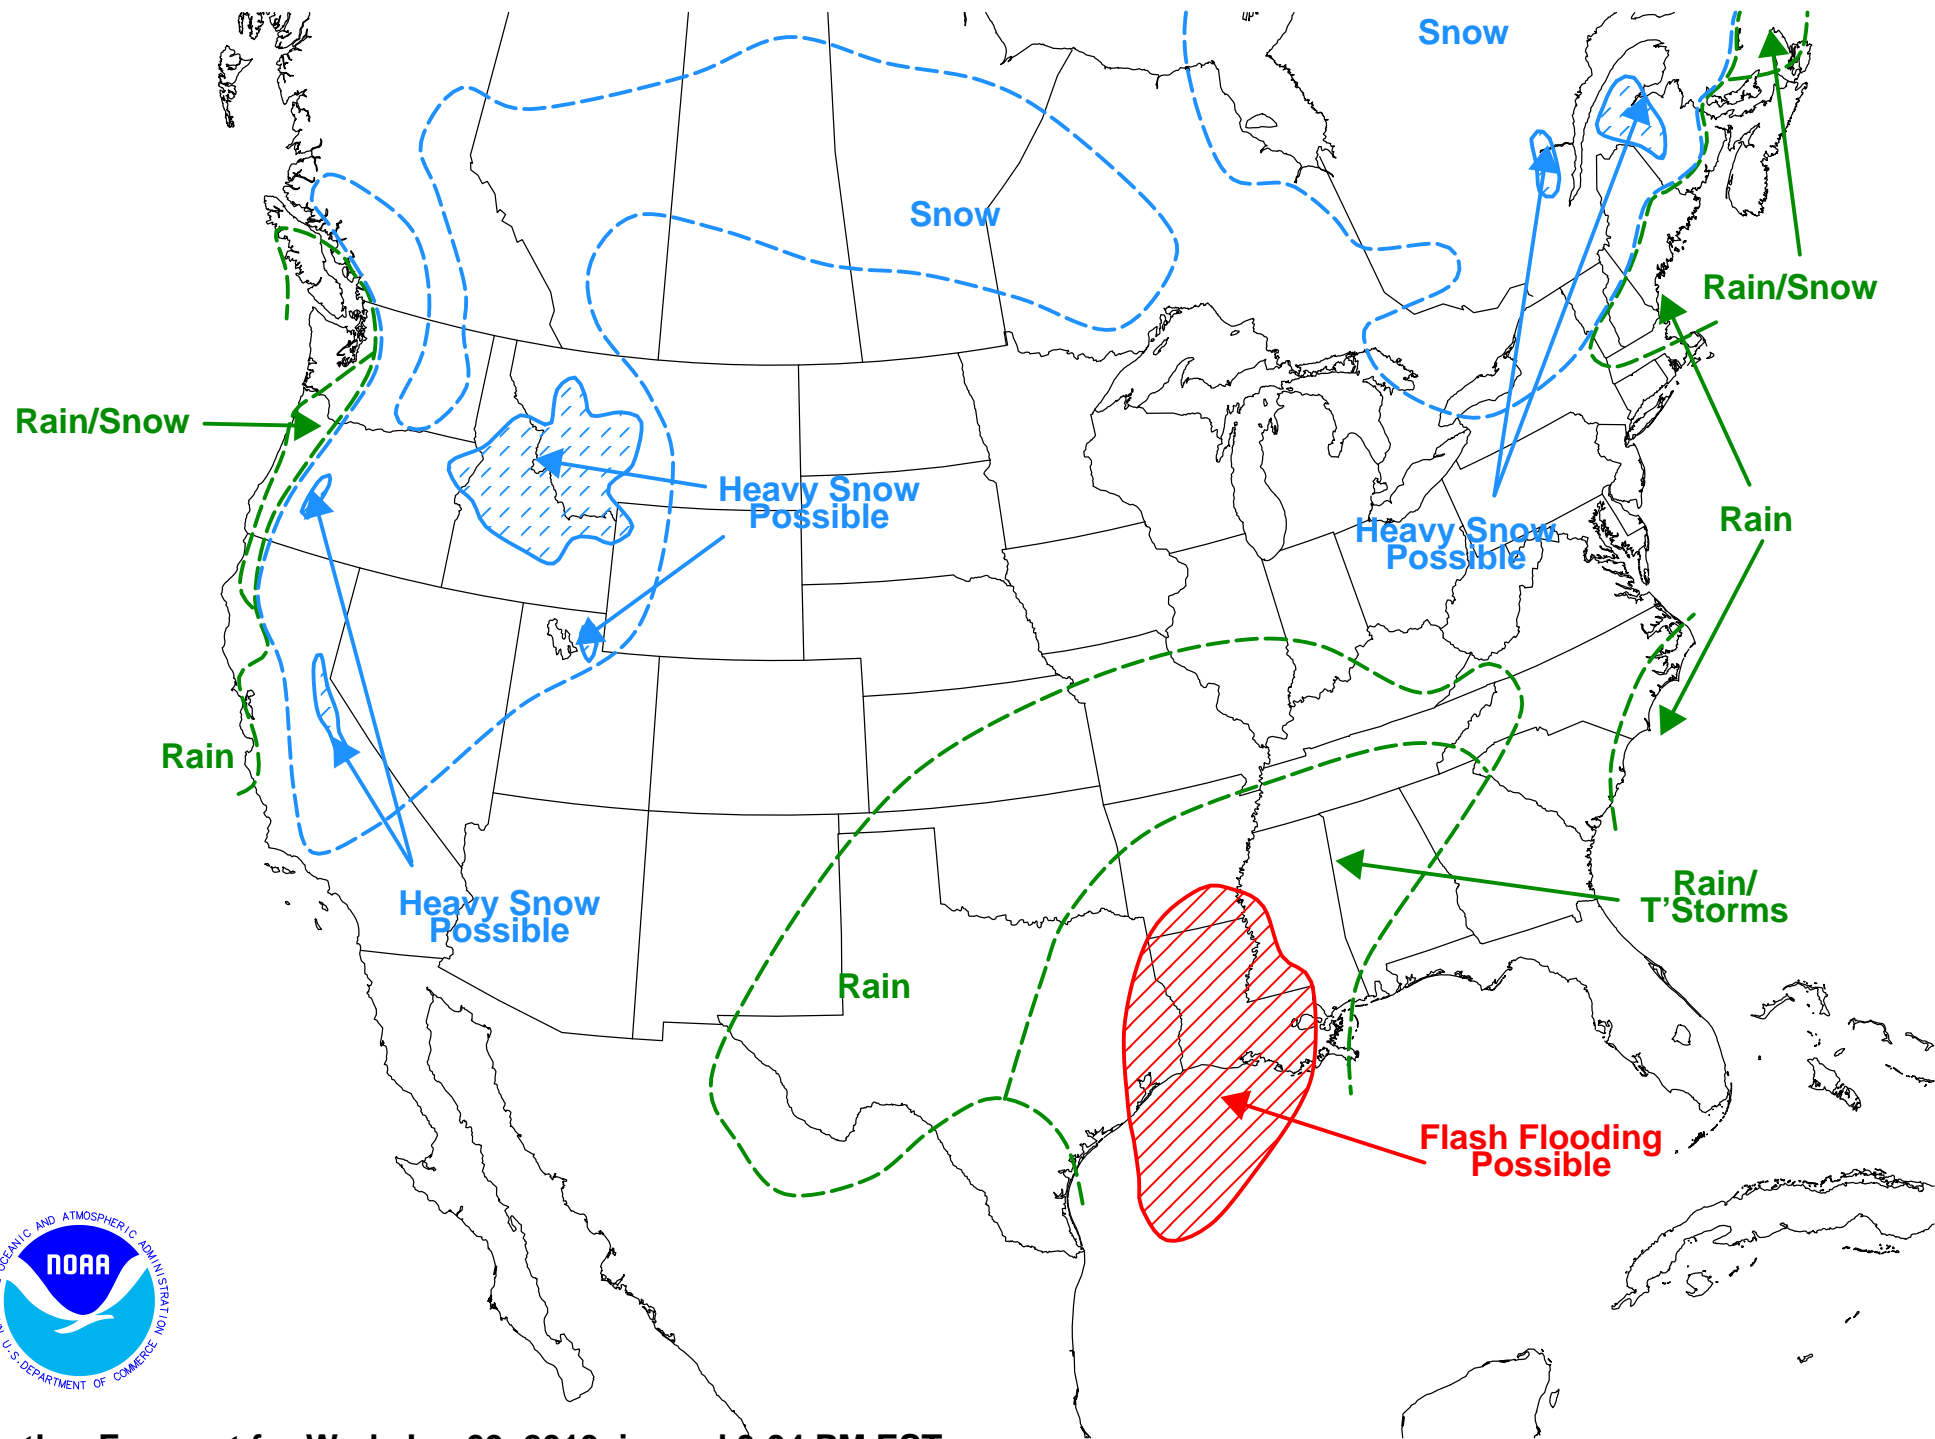 Snow
Snow
Rain/Snow
Rain/Snow
Heavy Snow
Possible
Rain
Heavy Snow
Possible
Rain
Rain/
T'Storms
Heavy Snow
Possible
Rain
Flash Flooding
Possible
NOAA
OCEANIC AND ATMOSPHERIC ADMINISTRATION
U.S. DEPARTMENT OF COMMERCE